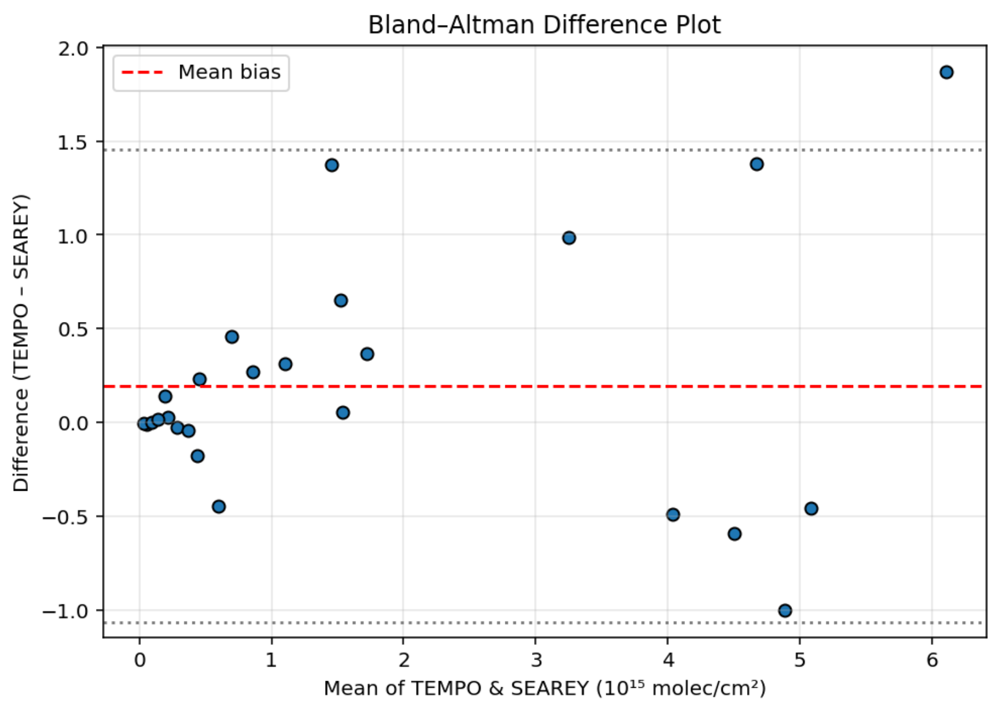 Bland–Altman Difference Plot
Mean bias
Difference (TEMPO – SEAREY)
2.0
1.5
1.0
0.5
0.0
−0.5
−1.0
0 1 2 3 4 5 6
Mean of TEMPO & SEAREY (10¹⁵ molec/cm²)